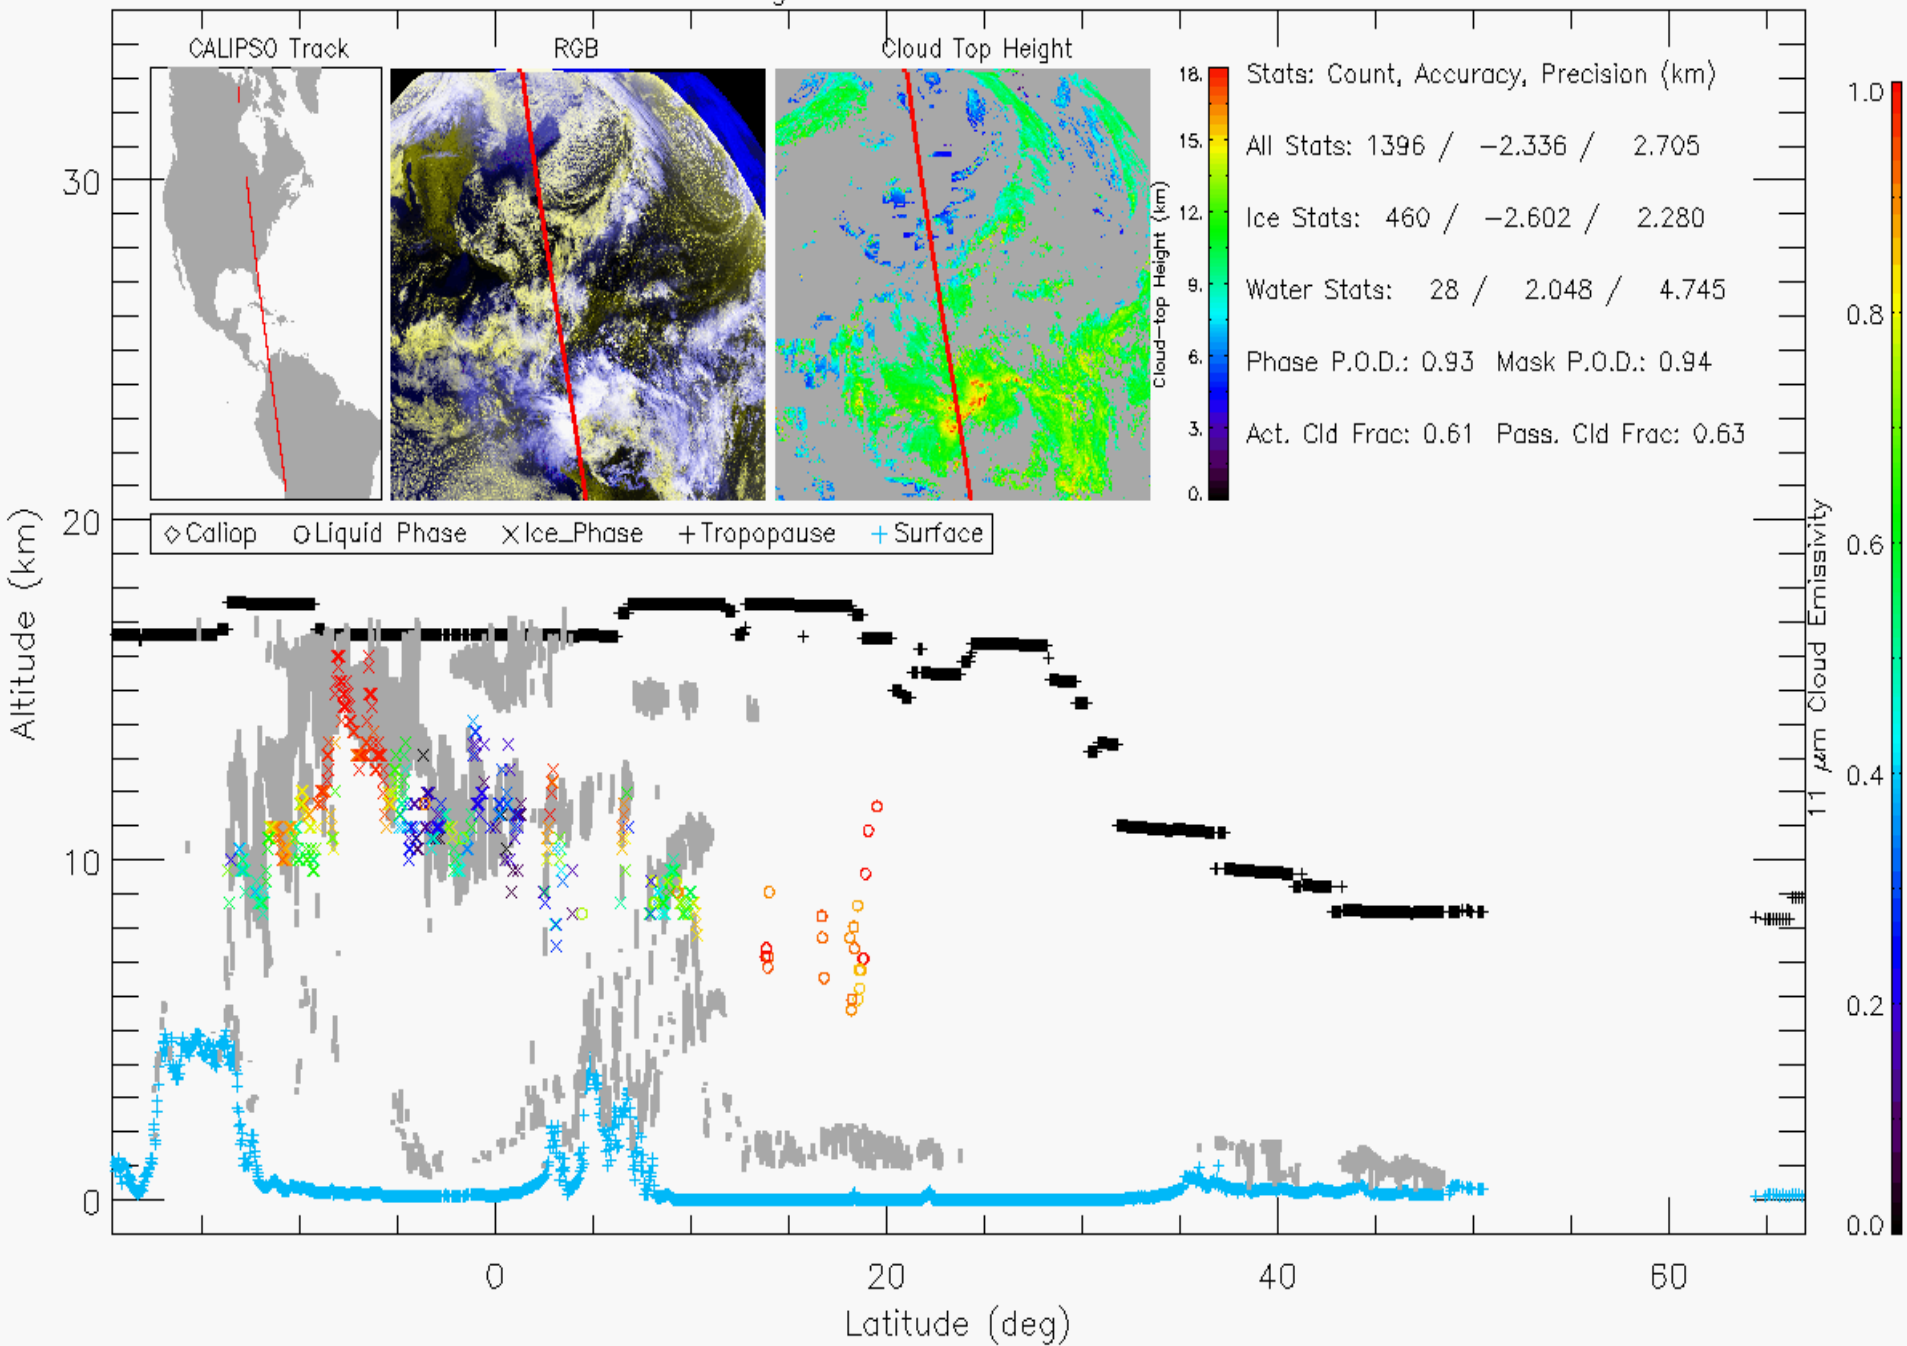 CALIPSO Track
RGB
Cloud Top Height
18.
15.
12.
9.
6.
3.
0.
Cloud-top Height (km)
Stats: Count, Accuracy, Precision (km)
All Stats: 1396 / -2.336 / 2.705
Ice Stats: 460 / -2.602 / 2.280
Water Stats: 28 / 2.048 / 4.745
Phase P.O.D.: 0.93 Mask P.O.D.: 0.94
Act. Cld Frac: 0.61 Pass. Cld Frac: 0.63
Caliop Liquid Phase Ice_Phase Tropopause Surface
Altitude (km)
30
20
10
0
0 20 40 60
Latitude (deg)
11 μm Cloud Emissivity
1.0
0.8
0.6
0.4
0.2
0.0